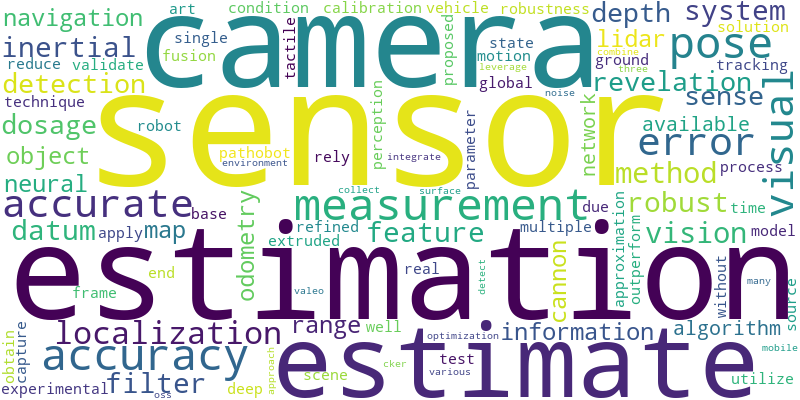 navigation
art
condition
calibration
vehicle
robustness
depth
system
inertial
single
fusion
camera
tactile
proposed
state
motion
leverage
global
lidar
combine
three
ground
pose
solution
tracking
reduce
validate
detection
technique
sensor
noise
revelation
sense
visual
dosage
robot
perception
parameter
network
available
error
object
pathobot
environment
rely
integrate
method
process
neural
accurate
base
collect
surface
measurement
due
robust
time
datum
apply
map
odometry
refined
extruded
feature
multiple
approximation
outperform
vision
model
estimation
end
frame
valeo
real
detect
cannon
without
many
source
localization
range
well
optimization
information
algorithm
mobile
obtain
capture
accuracy
experimental
filter
oss
deep
approach
scene
estimate
cker
test
various
utilize